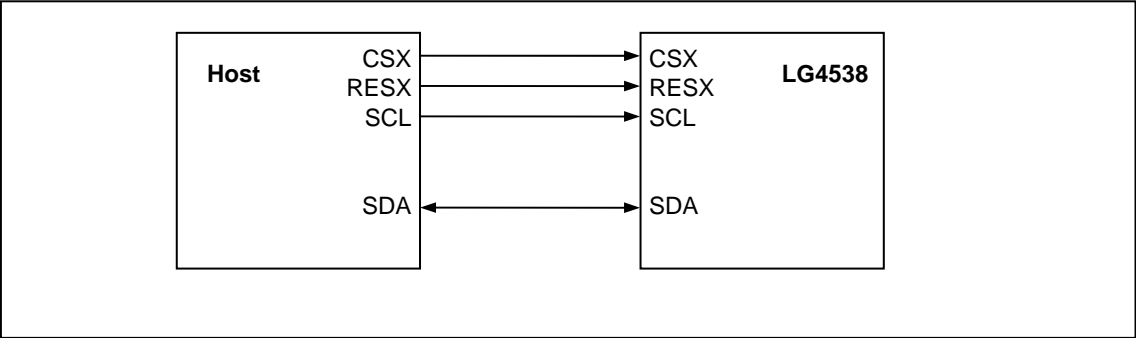 Host
CSX
RESX
SCL
SDA
CSX
RESX
SCL
SDA
LG4538